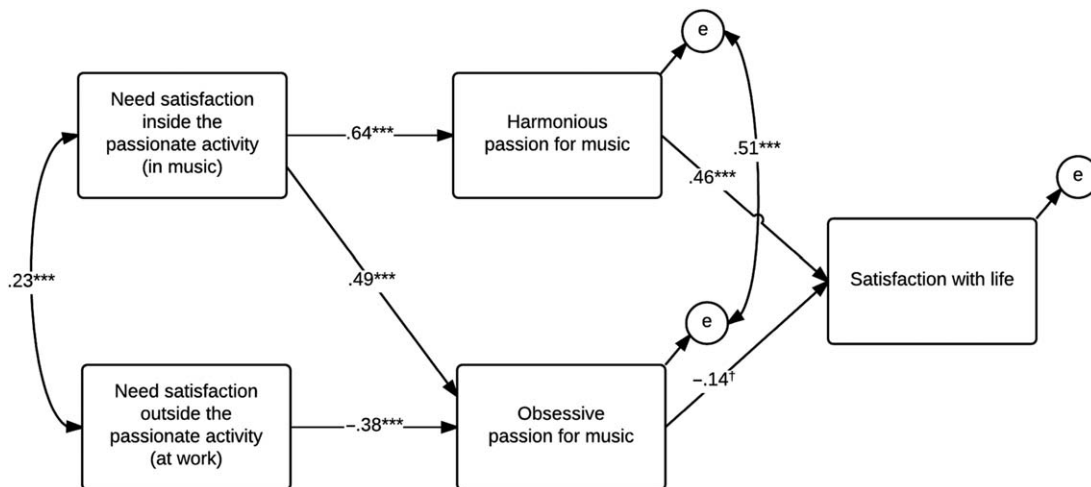 e
Need satisfaction
inside the
passionate activity
(in music)
.64***
Harmonious
passion for music
.51***
.46***
e
.23***
.49***
Satisfaction with life
e
Need satisfaction
outside the
passionate activity
(at work)
–.38***
Obsessive
passion for music
–.14†